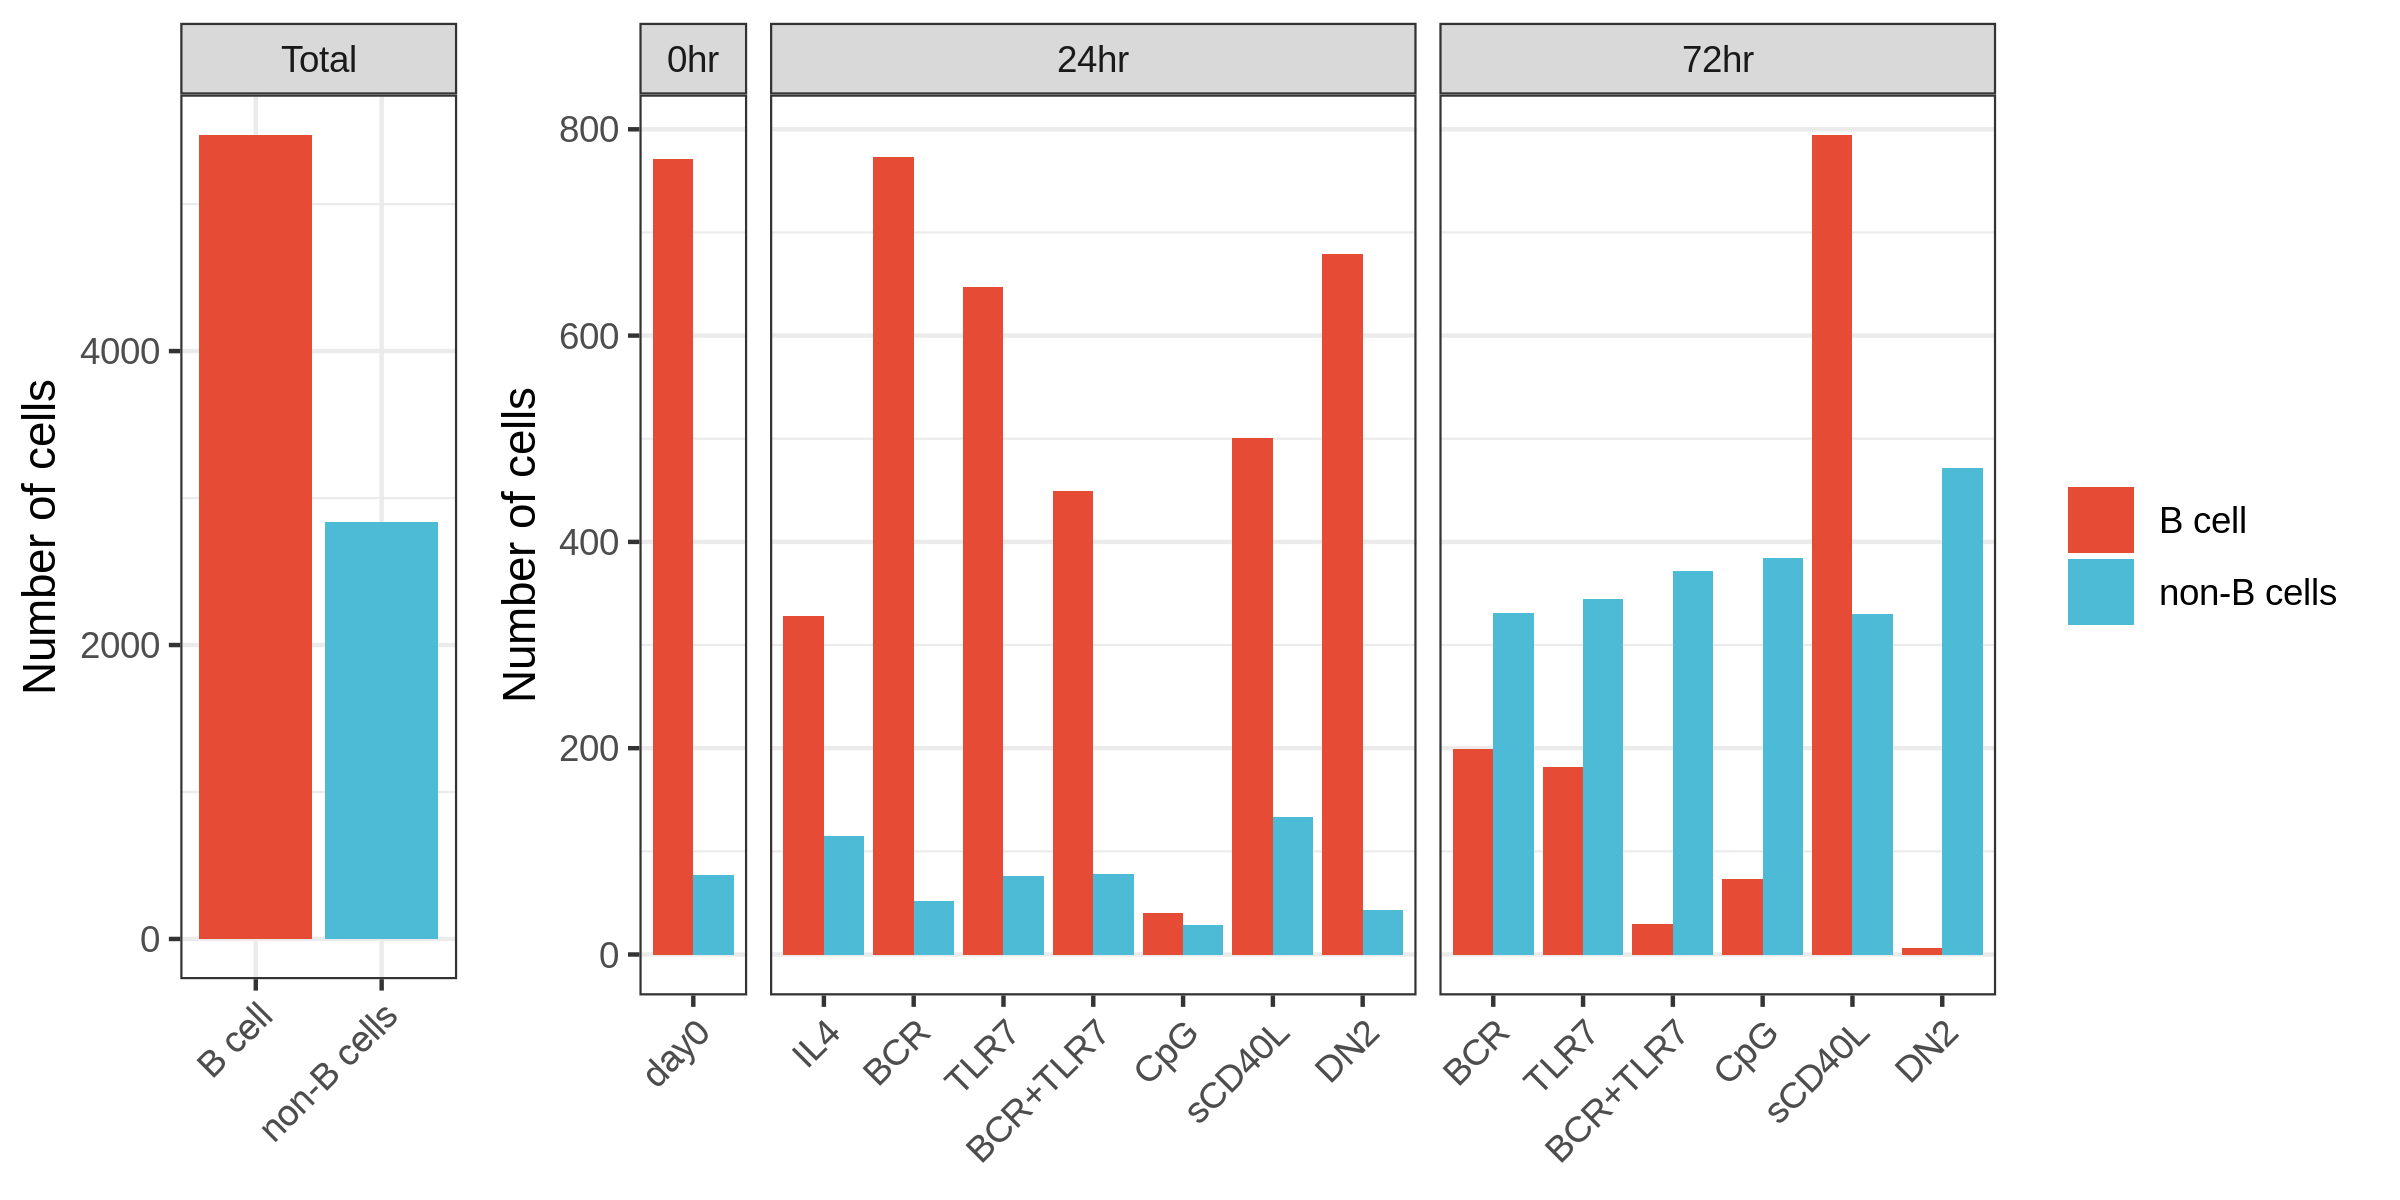 Total
0hr
24hr
72hr
Number of cells
4000
2000
0
B cell
non-B cells
Number of cells
800
600
400
200
0
day0
IL4
BCR
TLR7
BCR+TLR7
CpG
sCD40L
DN2
BCR
TLR7
BCR+TLR7
CpG
sCD40L
DN2
B cell
non-B cells